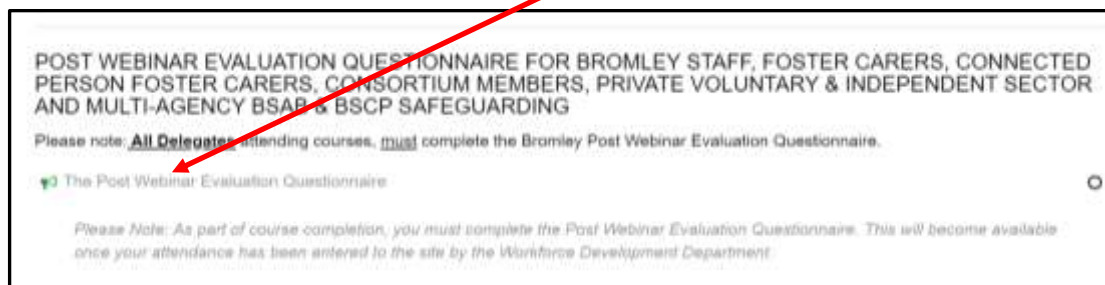 POST WEBINAR EVALUATION QUESTIONNAIRE FOR BROMLEY STAFF, FOSTER CARERS, CONNECTED
PERSON FOSTER CARERS, CONSORTIUM MEMBERS, PRIVATE VOLUNTARY & INDEPENDENT SECTOR
AND MULTI-AGENCY BSAB & BSCP SAFEGUARDING
Please note: All Delegates attending courses, must complete the Bromley Post Webinar Evaluation Questionnaire.
The Post Webinar Evaluation Questionnaire
Please Note: As part of course completion, you must complete the Post Webinar Evaluation Questionnaire. This will become available
once your attendance has been entered to the site by the Workforce Development Department.